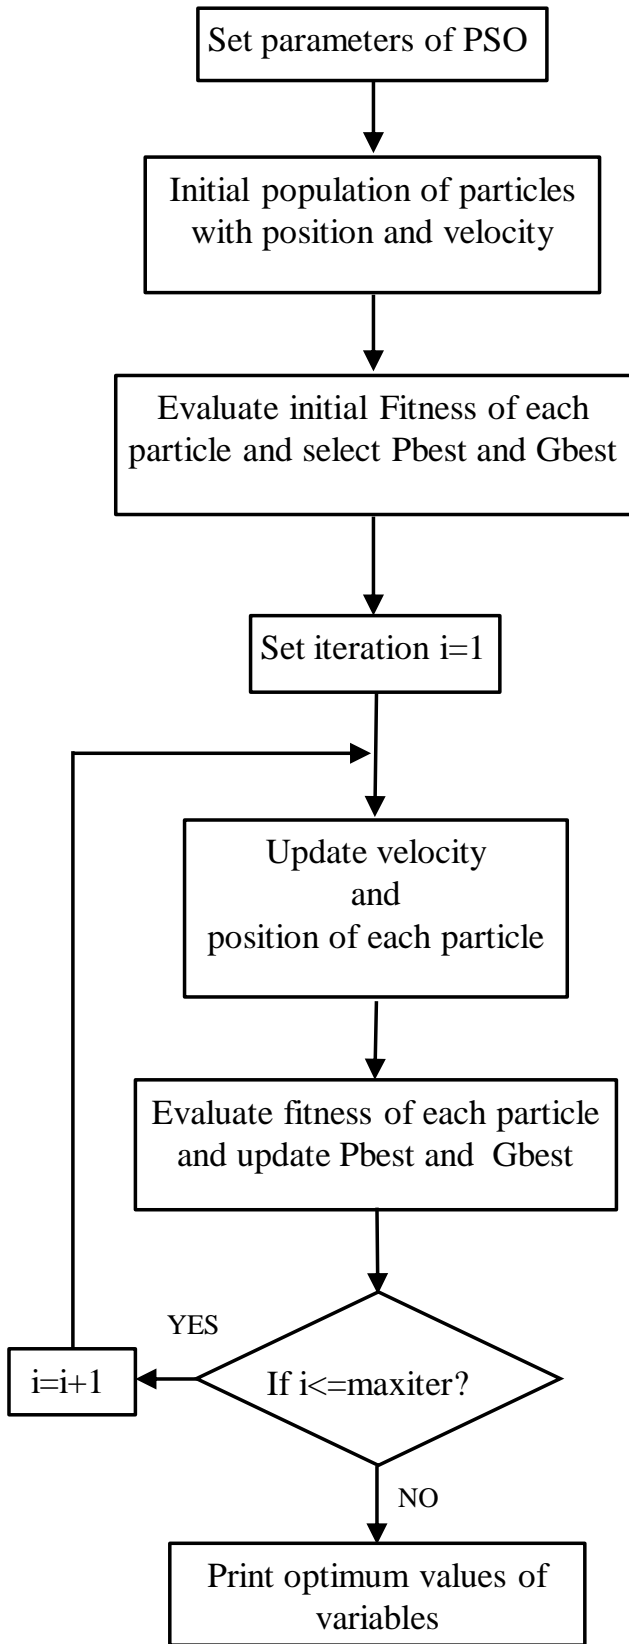 Set parameters of PSO
Initial population of particles
with position and velocity
Evaluate initial Fitness of each
particle and select Pbest and Gbest
Set iteration i=1
Update velocity
and
position of each particle
Evaluate fitness of each particle
and update Pbest and Gbest
YES
i=i+1
If i<=maxiter?
NO
Print optimum values of
variables